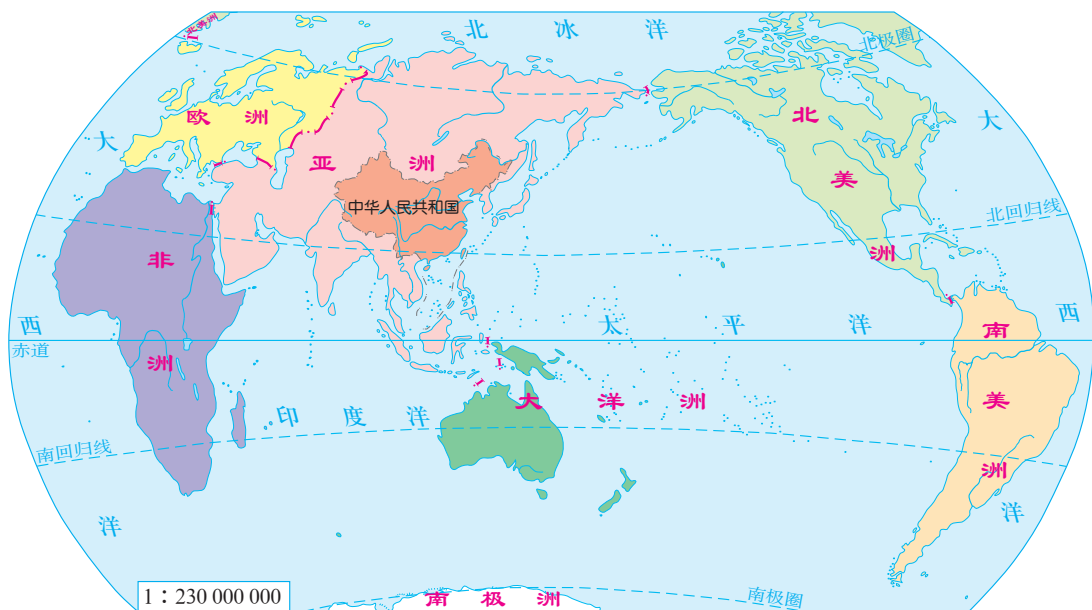 北美洲
北冰洋
北极圈
欧洲
亚洲
北美洲
大西洋
大西洋
中华人民共和国
北回归线
非洲
太平洋
赤道
南美洲
印度洋
大洋洲
南回归线
南极洲
南极圈
1∶230 000 000